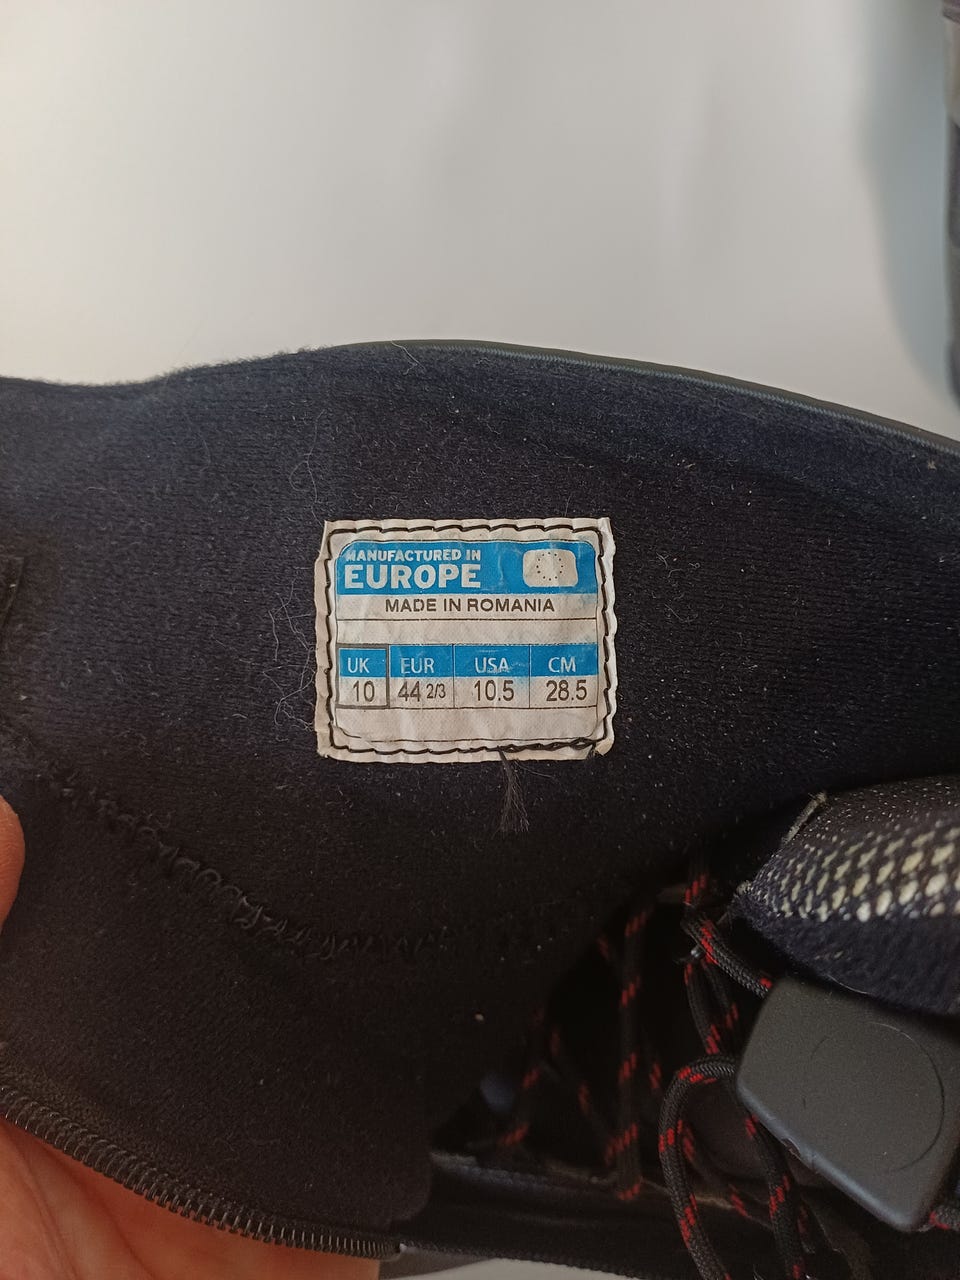 MANUFACTURED IN
EUROPE
MADE IN ROMANIA
UK EUR USA CM
10 44 2/3 10.5 28.5